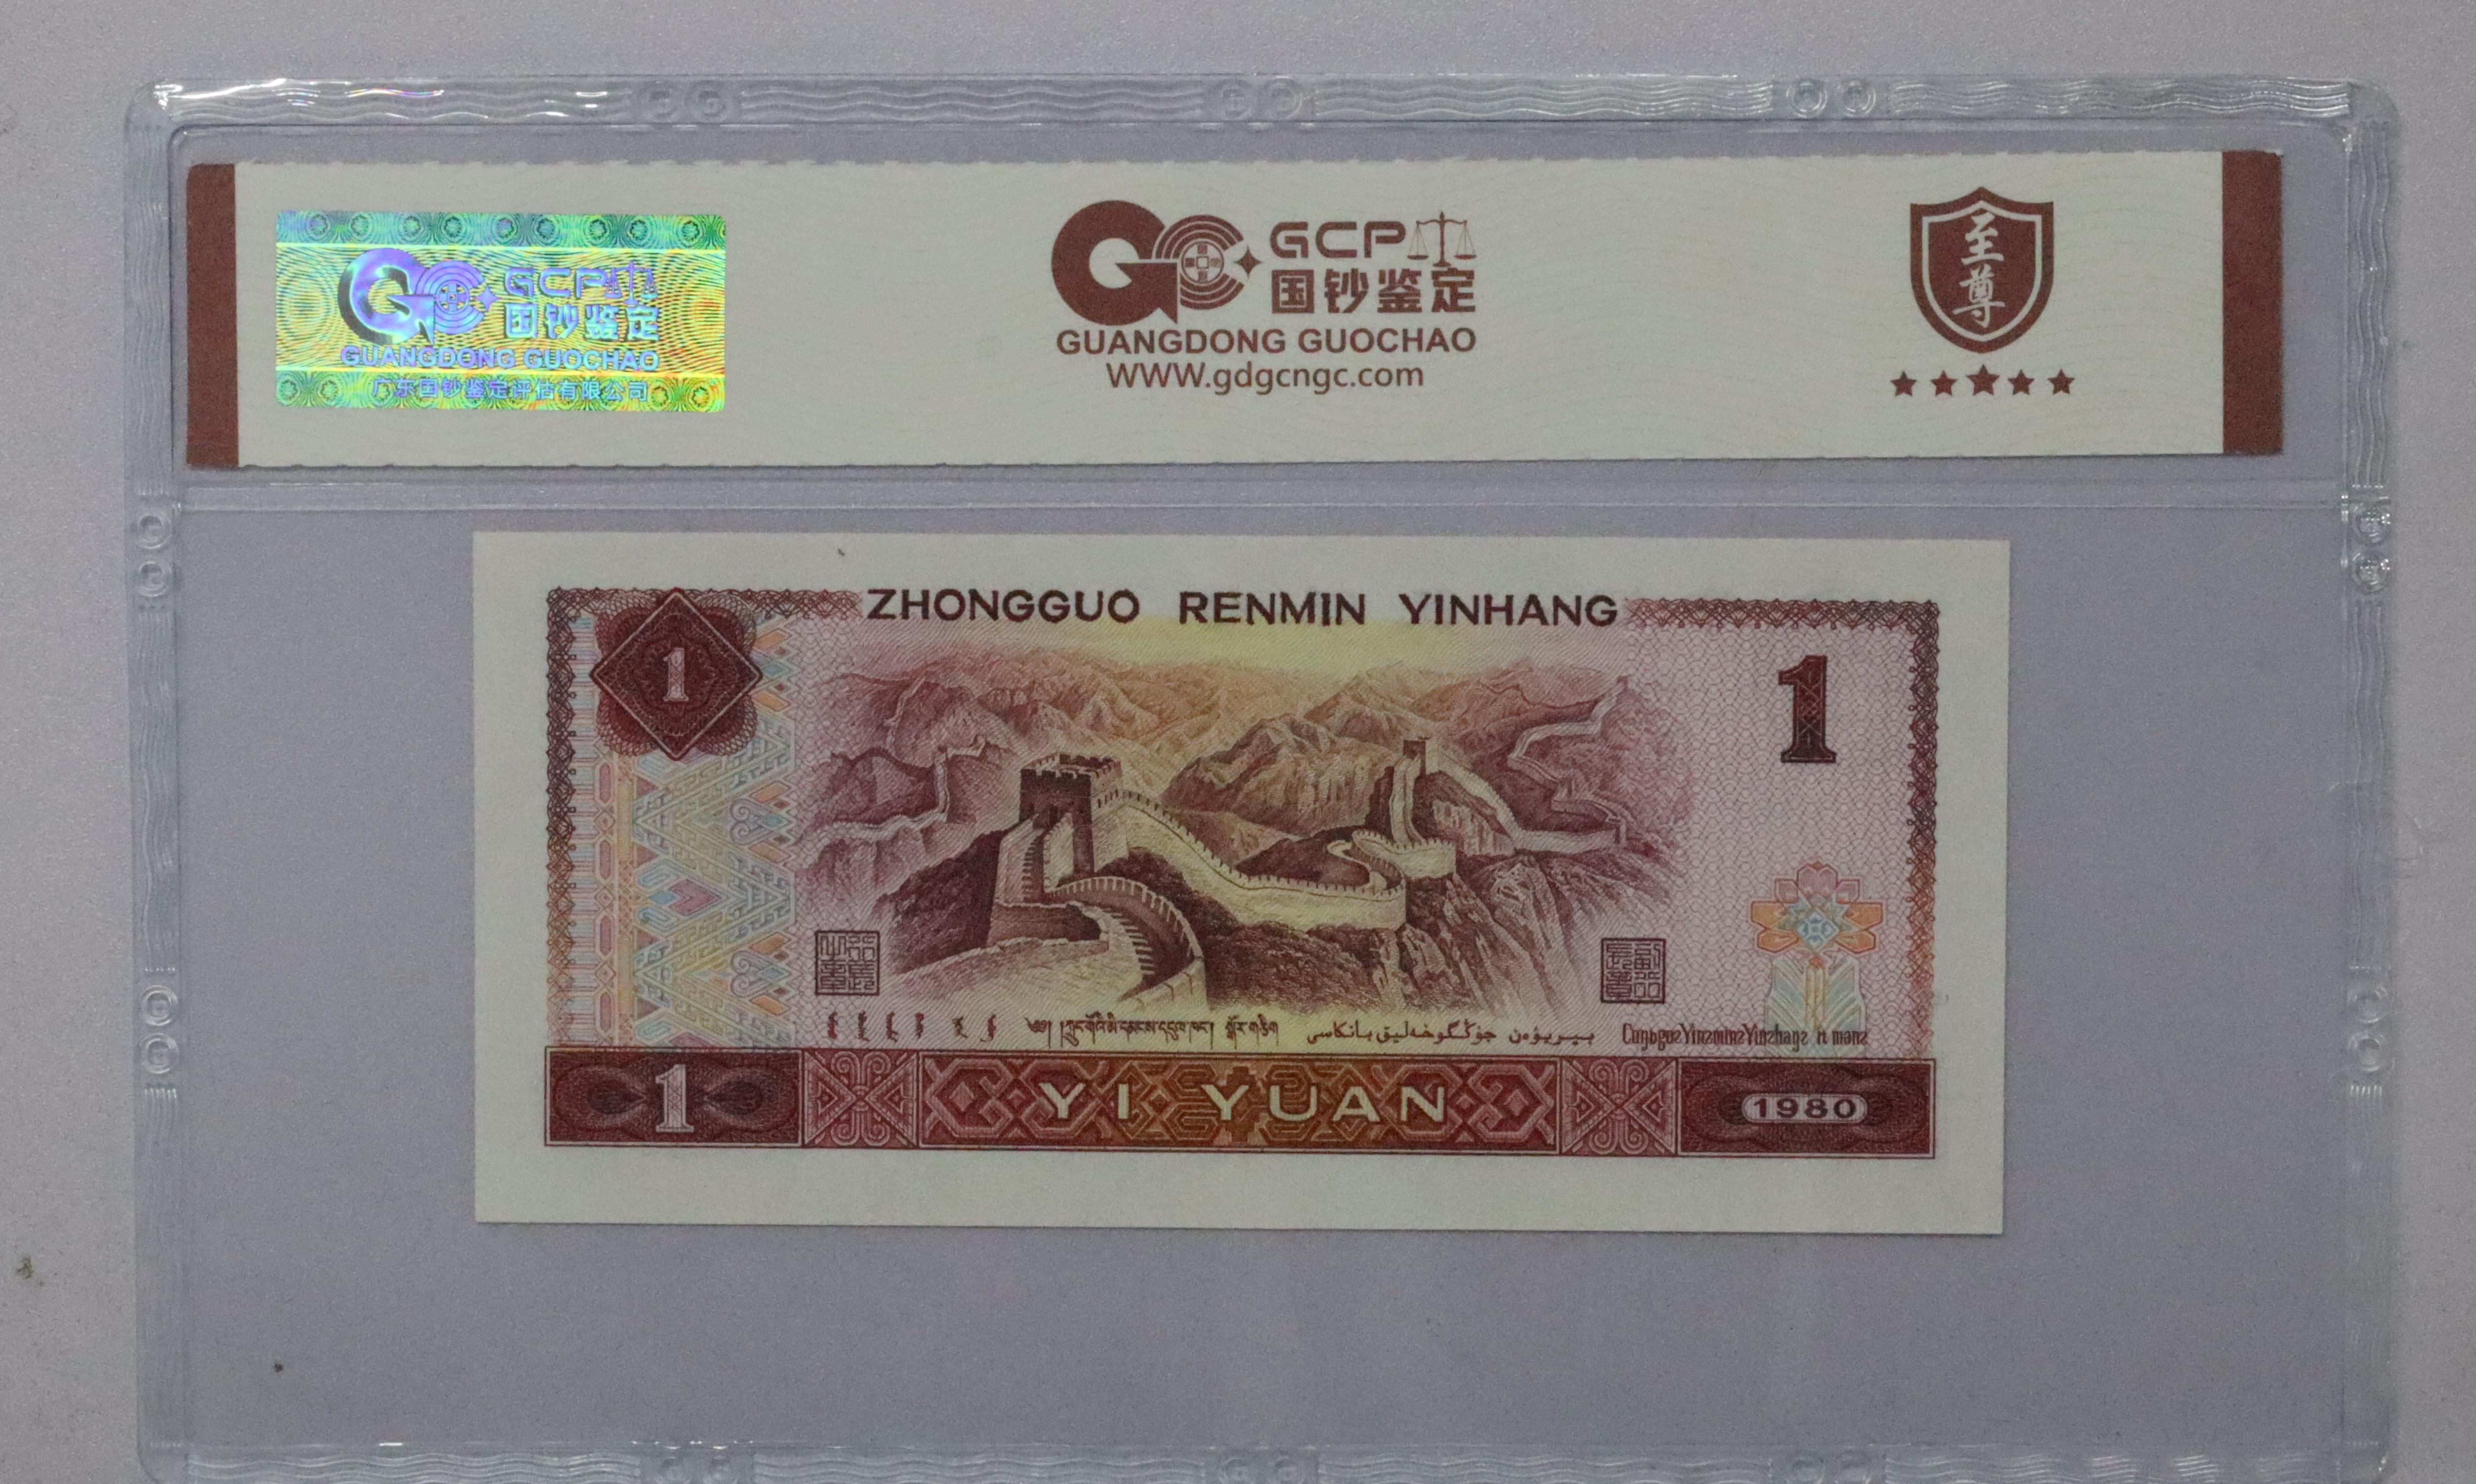 GCP
国钞鉴定
GUANGDONG GUOCHAO
广东国钞鉴定评估有限公司
GCP
国钞鉴定
GUANGDONG GUOCHAO
www.gdgcngc.com
至尊
ZHONGGUO RENMIN YINHANG
1
1
1
YI YUAN
1980